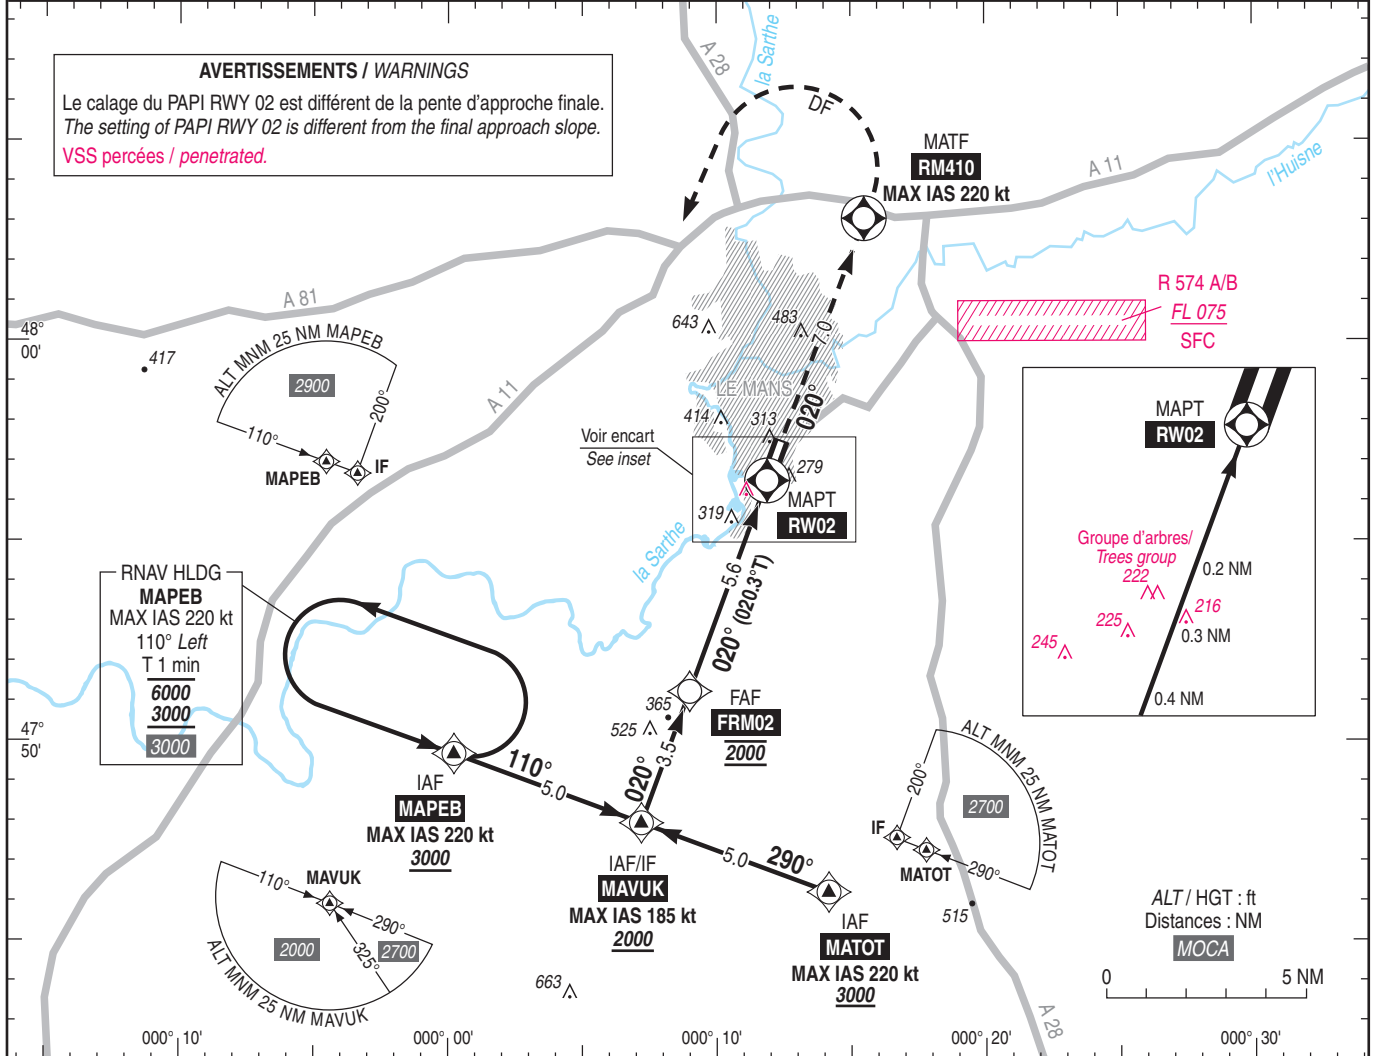 AVERTISSEMENTS / WARNINGS
Le calage du PAPI RWY 02 est différent de la pente d'approche finale.
The setting of PAPI RWY 02 is different from the final approach slope.
VSS percées / penetrated.
A 28
la Sarthe
DF
MATF
RM410
MAX IAS 220 kt
A 11
l'Huisne
A 81
R 574 A/B
FL 075
SFC
48°
00'
417
ALT MNM 25 NM MAPEB
2900
200°
110°
MAPEB
IF
A 11
643
483
7.0
LE MANS
020°
414
313
Voir encart
See inset
279
MAPT
RW02
319
la Sarthe
5.6
020° (020.3°T)
MAPT
RW02
Groupe d'arbres/
Trees group
222
0.2 NM
225
216
0.3 NM
245
0.4 NM
RNAV HLDG
MAPEB
MAX IAS 220 kt
110° Left
T 1 min
6000
3000
3000
47°
50'
365
525
3.5
020°
FAF
FRM02
2000
110°
5.0
IAF
MAPEB
MAX IAS 220 kt
3000
IAF/IF
MAVUK
MAX IAS 185 kt
2000
5.0
290°
IAF
MATOT
MAX IAS 220 kt
3000
ALT MNM 25 NM MATOT
200°
2700
IF
MATOT
290°
515
110°
MAVUK
290°
325°
2000
2700
ALT MNM 25 NM MAVUK
663
ALT / HGT : ft
Distances : NM
MOCA
0
5 NM
A 28
000° 10'
000° 00'
000° 10'
000°20'
000° 30'